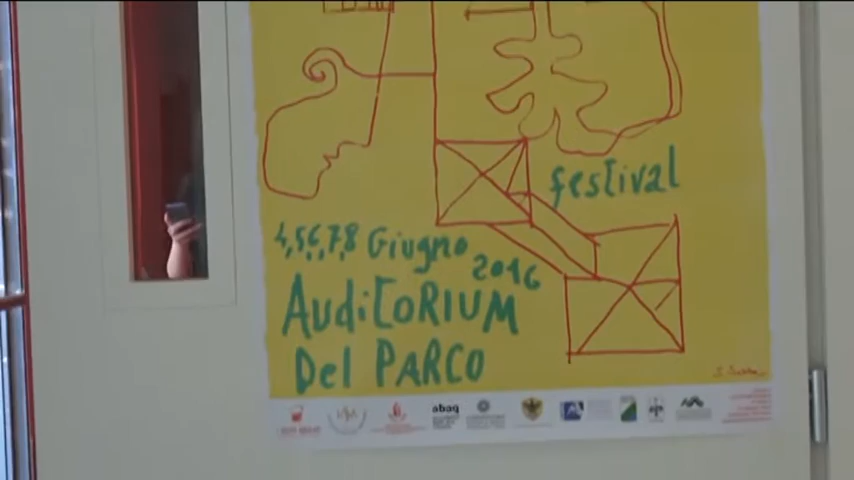 festival
4,5,6,7,8 Giugno
2016
AUDITORIUM
Del PARCO
abaq